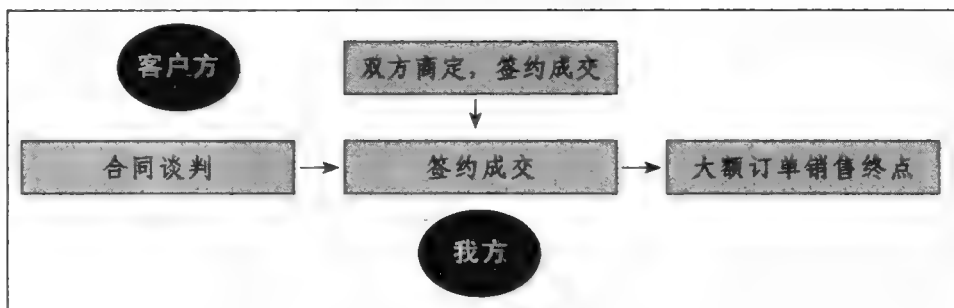 客户方
双方商定，签约成交
合同谈判
签约成交
大额订单销售终点
我方